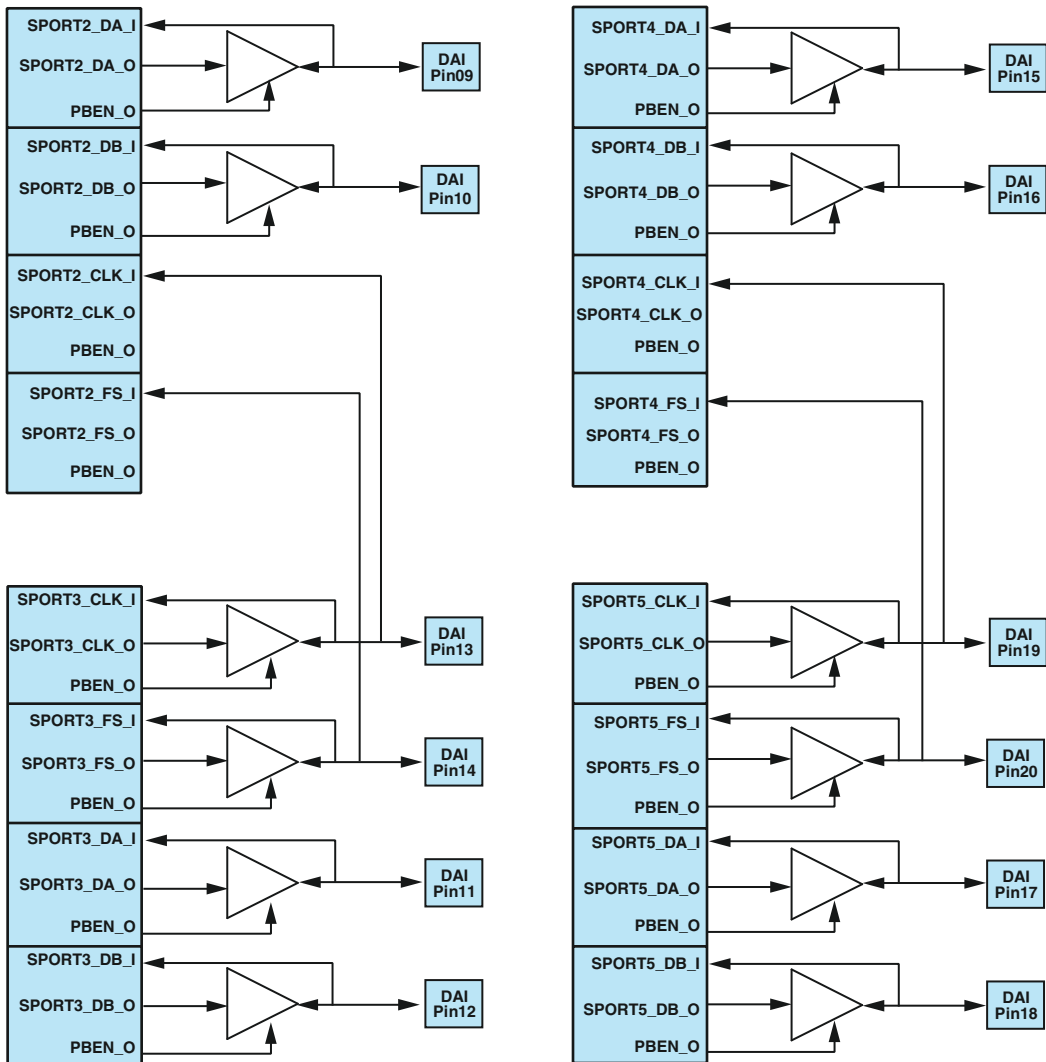 SPORT2_DA_I
SPORT2_DA_O
PBEN_O
DAI
Pin09
SPORT2_DB_I
SPORT2_DB_O
PBEN_O
DAI
Pin10
SPORT2_CLK_I
SPORT2_CLK_O
PBEN_O
SPORT2_FS_I
SPORT2_FS_O
PBEN_O
SPORT3_CLK_I
SPORT3_CLK_O
PBEN_O
DAI
Pin13
SPORT3_FS_I
SPORT3_FS_O
PBEN_O
DAI
Pin14
SPORT3_DA_I
SPORT3_DA_O
PBEN_O
DAI
Pin11
SPORT3_DB_I
SPORT3_DB_O
PBEN_O
DAI
Pin12
SPORT4_DA_I
SPORT4_DA_O
PBEN_O
DAI
Pin15
SPORT4_DB_I
SPORT4_DB_O
PBEN_O
DAI
Pin16
SPORT4_CLK_I
SPORT4_CLK_O
PBEN_O
SPORT4_FS_I
SPORT4_FS_O
PBEN_O
SPORT5_CLK_I
SPORT5_CLK_O
PBEN_O
DAI
Pin19
SPORT5_FS_I
SPORT5_FS_O
PBEN_O
DAI
Pin20
SPORT5_DA_I
SPORT5_DA_O
PBEN_O
DAI
Pin17
SPORT5_DB_I
SPORT5_DB_O
PBEN_O
DAI
Pin18